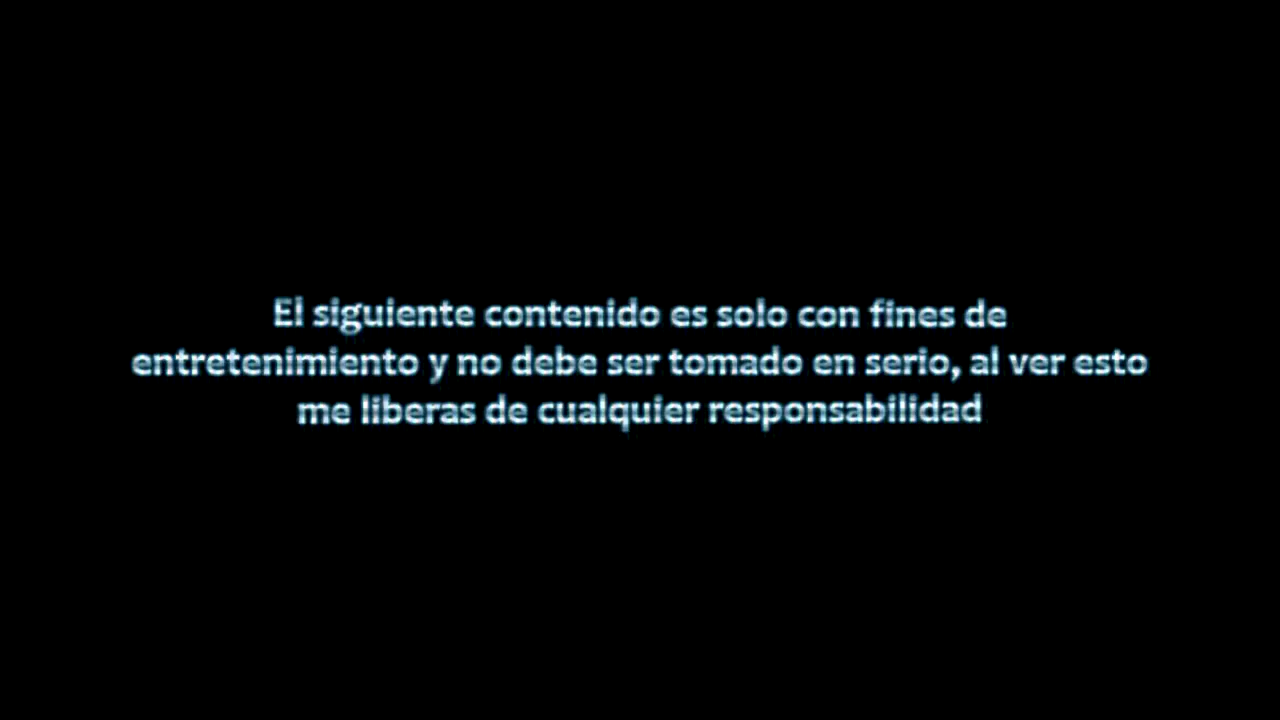 El siguiente contenido es solo con fines de
entretenimiento y no debe ser tomado en serio, al ver esto
me liberas de cualquier responsabilidad